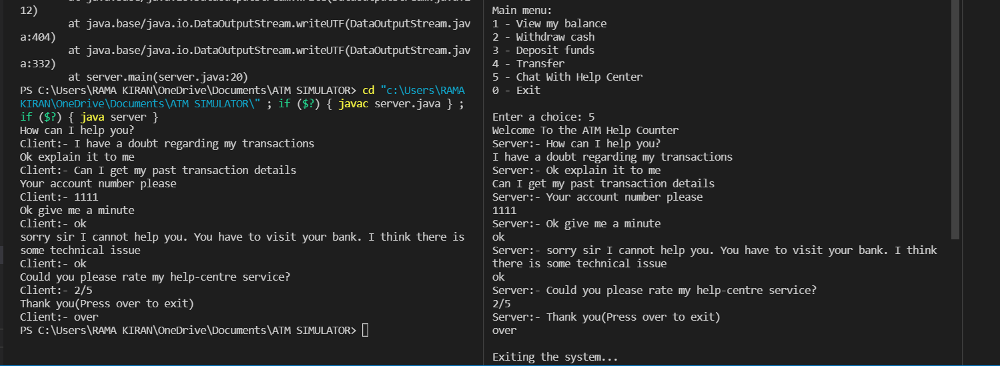 12)
at java.base/java.io.DataOutputStream.writeUTF(DataOutputStream.jav
a:404)
at java.base/java.io.DataOutputStream.writeUTF(DataOutputStream.jav
a:332)
at server.main(server.java:20)
PS C:\Users\RAMA KIRAN\OneDrive\Documents\ATM SIMULATOR> cd "c:\Users\RAMA
KIRAN\OneDrive\Documents\ATM SIMULATOR\" ; if ($?) { javac server.java } ;
if ($?) { java server }
How can I help you?
Client:- I have a doubt regarding my transactions
Ok explain it to me
Client:- Can I get my past transaction details
Your account number please
Client:- 1111
Ok give me a minute
Client:- ok
sorry sir I cannot help you. You have to visit your bank. I think there is
some technical issue
Client:- ok
Could you please rate my help-centre service?
Client:- 2/5
Thank you(Press over to exit)
Client:- over
PS C:\Users\RAMA KIRAN\OneDrive\Documents\ATM SIMULATOR>
Main menu:
1 - View my balance
2 - Withdraw cash
3 - Deposit funds
4 - Transfer
5 - Chat With Help Center
0 - Exit
Enter a choice: 5
Welcome To the ATM Help Counter
Server:- How can I help you?
I have a doubt regarding my transactions
Server:- Ok explain it to me
Can I get my past transaction details
Server:- Your account number please
1111
Server:- Ok give me a minute
ok
Server:- sorry sir I cannot help you. You have to visit your bank. I think
there is some technical issue
ok
Server:- Could you please rate my help-centre service?
2/5
Server:- Thank you(Press over to exit)
over
Exiting the system...